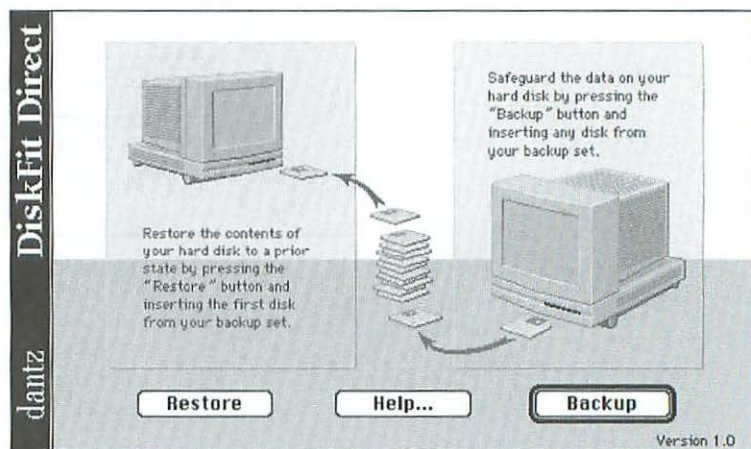 DiskFit Direct
dantz
Safeguard the data on your
hard disk by pressing the
"Backup" button and
inserting any disk from
your backup set.
Restore the contents of
your hard disk to a prior
state by pressing the
"Restore" button and
inserting the first disk
from your backup set.
Restore
Help...
Backup
Version 1.0